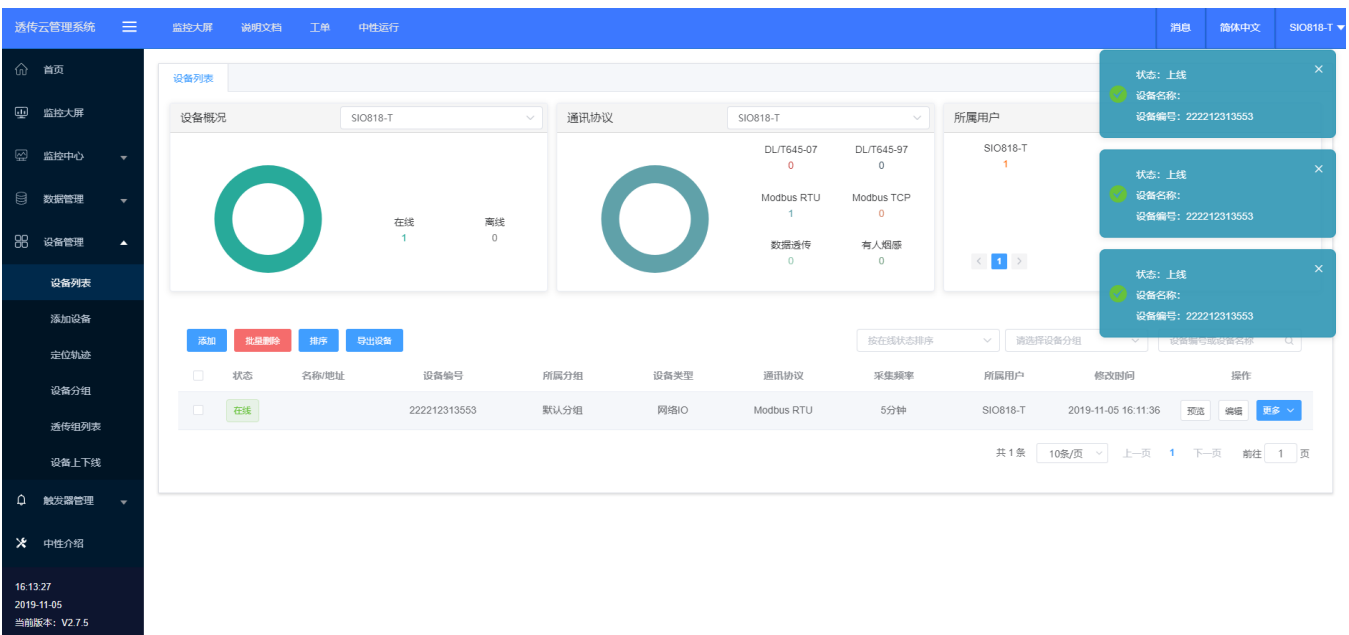 透传云管理系统 监控大屏 说明文档 工单 中性运行 消息 简体中文 SIO818-T
首页
监控大屏
监控中心
数据管理
设备管理
设备列表
添加设备
定位轨迹
设备分组
透传组列表
设备上下线
触发器管理
中性介绍
16:13:27
2019-11-05
当前版本：V2.7.5
设备列表
设备概况 SIO818-T
在线 离线
1 0
通讯协议 SIO818-T
DL/T645-07 DL/T645-97
0 0
Modbus RTU Modbus TCP
1 0
数据透传 有人烟感
0 0
所属用户
SIO818-T
1
1
状态：上线
设备名称：
设备编号：222212313553
状态：上线
设备名称：
设备编号：222212313553
状态：上线
设备名称：
设备编号：222212313553
添加 批量删除 排序 导出设备 按在线状态排序 请选择设备分组 设备编号或设备名称
状态 名称/地址 设备编号 所属分组 设备类型 通讯协议 采集频率 所属用户 修改时间 操作
在线 222212313553 默认分组 网络IO Modbus RTU 5分钟 SIO818-T 2019-11-05 16:11:36 预览 编辑 更多
共 1 条 10条/页 上一页 1 下一页 前往 1 页